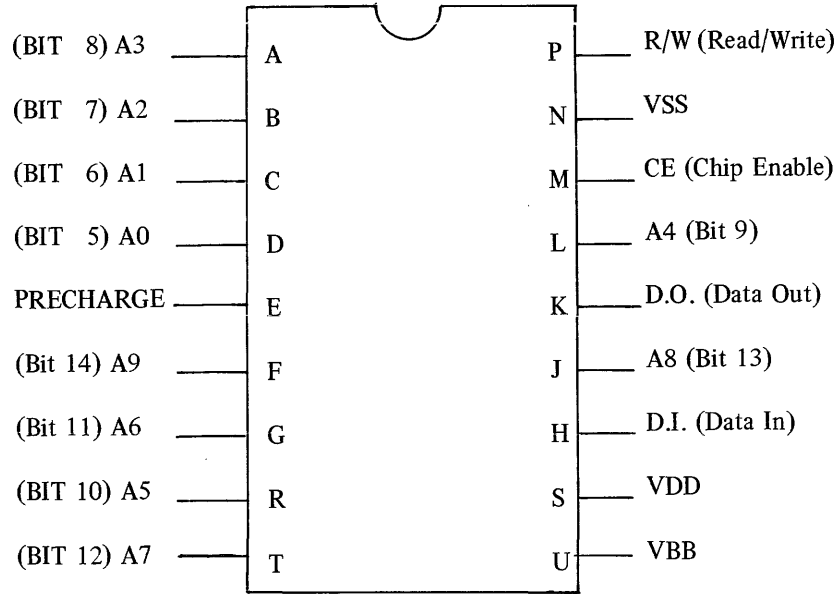 (BIT 8) A3 A P R/W (Read/Write)
(BIT 7) A2 B N VSS
(BIT 6) A1 C M CE (Chip Enable)
(BIT 5) A0 D L A4 (Bit 9)
PRECHARGE E K D.O. (Data Out)
(Bit 14) A9 F J A8 (Bit 13)
(Bit 11) A6 G H D.I. (Data In)
(BIT 10) A5 R S VDD
(BIT 12) A7 T U VBB